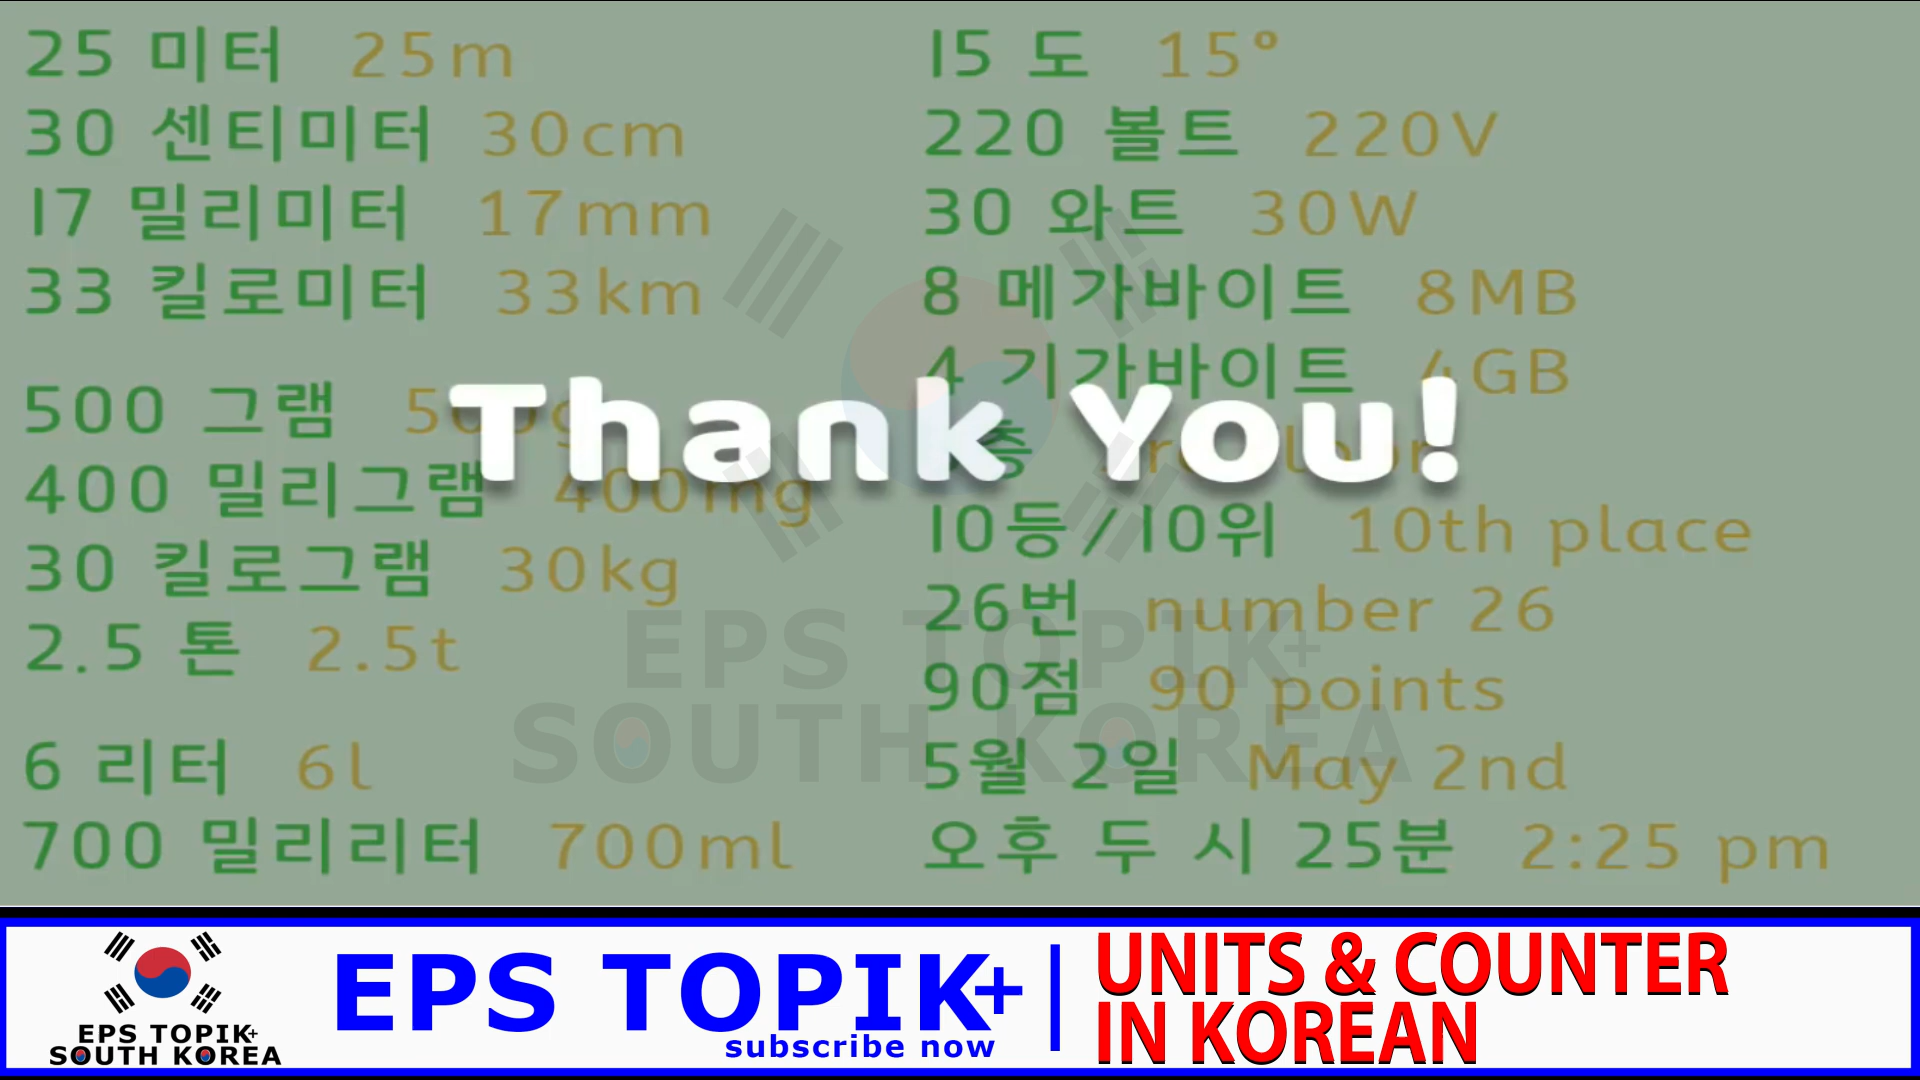 25 미터 25m
30 센티미터 30cm
17 밀리미터 17mm
33 킬로미터 33km
500 그램
400 밀리그램 400mg
30 킬로그램 30kg
2.5 톤 2.5t
6 리터 6l
700 밀리리터 700ml
15 도 15°
220 볼트 220V
30 와트 30W
8 메가바이트 8MB
4 기가바이트 4GB
층
10등/10위 10th place
26번 number 26
90점 90 points
5월 2일 May 2nd
오후 두 시 25분 2:25 pm
Thank You!
EPS TOPIK+
SOUTH KOREA
EPS TOPIK+
SOUTH KOREA
EPS TOPIK+
subscribe now
UNITS & COUNTER
IN KOREAN